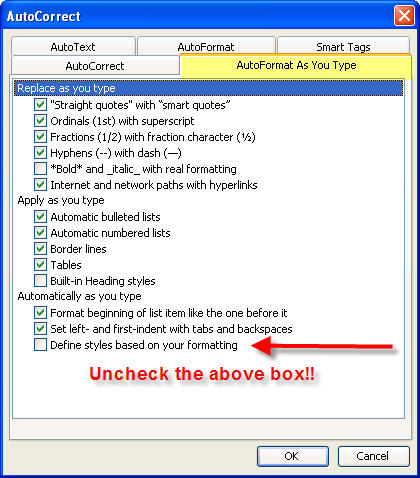 AutoCorrect
AutoText AutoFormat Smart Tags
AutoCorrect AutoFormat As You Type
Replace as you type
"Straight quotes" with “smart quotes”
Ordinals (1st) with superscript
Fractions (1/2) with fraction character (½)
Hyphens (--) with dash (—)
*Bold* and _italic_ with real formatting
Internet and network paths with hyperlinks
Apply as you type
Automatic bulleted lists
Automatic numbered lists
Border lines
Tables
Built-in Heading styles
Automatically as you type
Format beginning of list item like the one before it
Set left- and first-indent with tabs and backspaces
Define styles based on your formatting
Uncheck the above box!!
OK Cancel